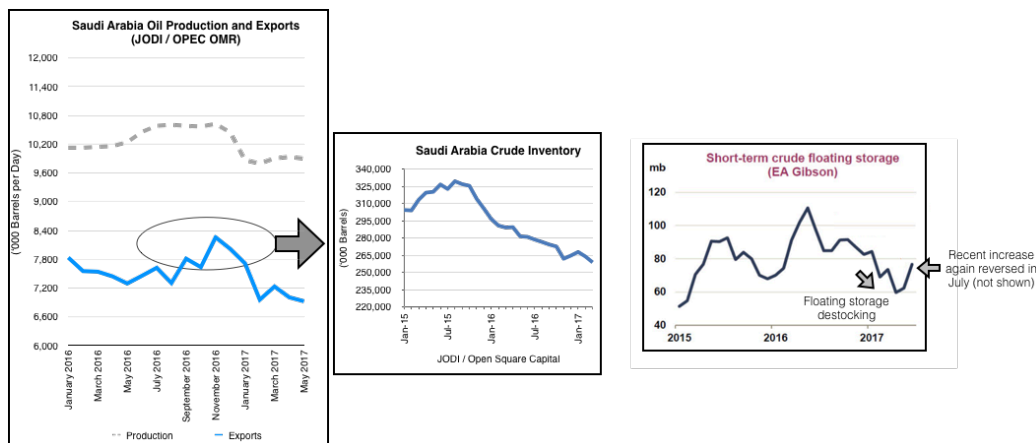 Saudi Arabia Oil Production and Exports
(JODI / OPEC OMR)
12,000
11,400
10,800
10,200
9,600
9,000
8,400
7,800
7,200
6,600
6,000
('000 Barrels per Day)
January 2016
March 2016
May 2016
July 2016
September 2016
November 2016
January 2017
March 2017
May 2017
Production
Exports
Saudi Arabia Crude Inventory
340,000
325,000
310,000
295,000
280,000
265,000
250,000
235,000
220,000
('000 Barrels)
Jan-15
Jul-15
Jan-16
Jul-16
Jan-17
JODI / Open Square Capital
Short-term crude floating storage
(EA Gibson)
mb
120
100
80
60
40
2015
2016
2017
Floating storage
destocking
Recent increase
again reversed in
July (not shown)